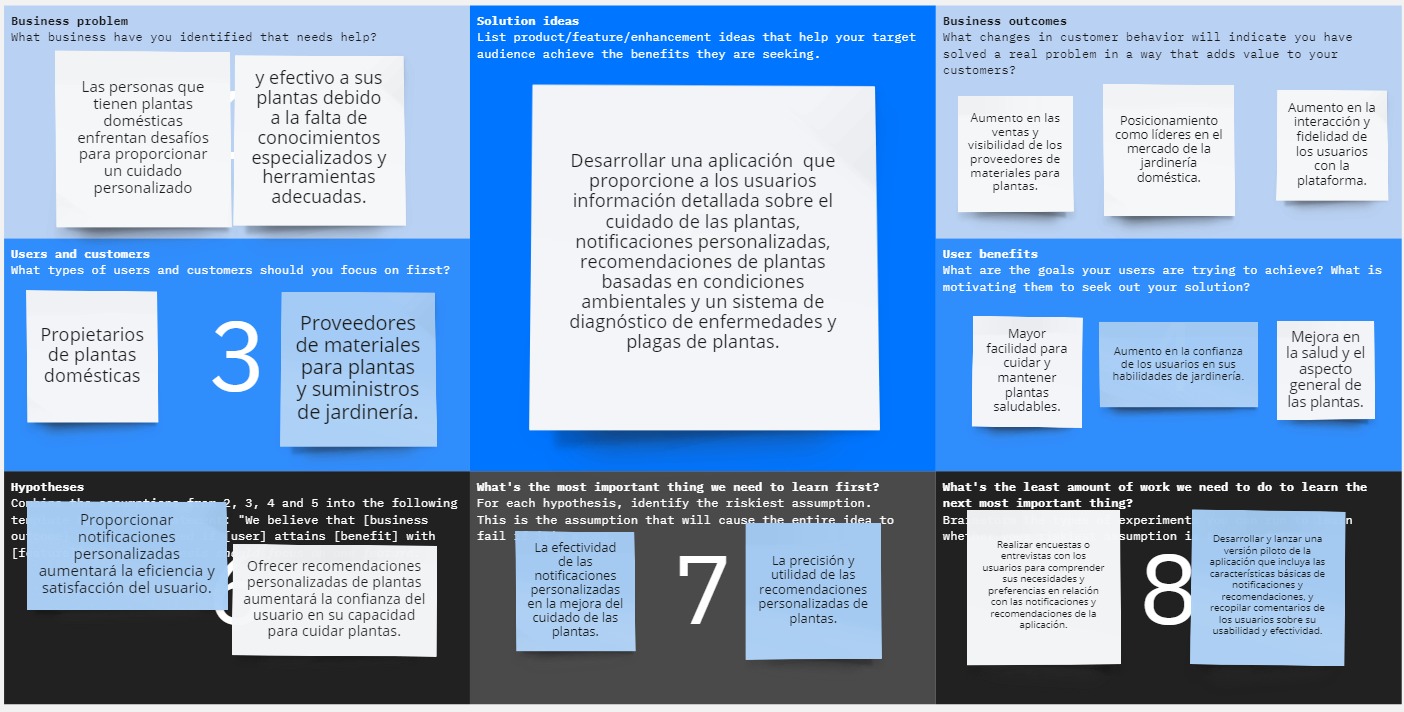 Business problem
What business have you identified that needs help?
Las personas que
tienen plantas
domésticas
enfrentan desafíos
para proporcionar
un cuidado
personalizado
y efectivo a sus
plantas debido
a la falta de
conocimientos
especializados y
herramientas
adecuadas.
Solution ideas
List product/feature/enhancement ideas that help your target
audience achieve the benefits they are seeking.
Desarrollar una aplicación que
proporcione a los usuarios
información detallada sobre el
cuidado de las plantas,
notificaciones personalizadas,
recomendaciones de plantas
basadas en condiciones
ambientales y un sistema de
diagnóstico de enfermedades y
plagas de plantas.
Business outcomes
What changes in customer behavior will indicate you have
solved a real problem in a way that adds value to your
customers?
Aumento en las
ventas y
visibilidad de los
proveedores de
materiales para
plantas.
Posicionamiento
como líderes en el
mercado de la
jardinería
doméstica.
Aumento en la
interacción y
fidelidad de
los usuarios
con la
plataforma.
Users and customers
What types of users and customers should you focus on first?
Propietarios
de plantas
domésticas
3
Proveedores
de materiales
para plantas
y suministros
de jardinería.
User benefits
What are the goals your users are trying to achieve? What is
motivating them to seek out your solution?
Mayor
facilidad para
cuidar y
mantener
plantas
saludables.
Aumento en la confianza
de los usuarios en sus
habilidades de jardinería.
Mejora en
la salud y el
aspecto
general de
las plantas.
Hypotheses
2, 3, 4 and 5 into the following
"We believe that [business
[user] attains [benefit] with
Proporcionar
notificaciones
personalizadas
aumentará la eficiencia y
satisfacción del usuario.
Ofrecer recomendaciones
personalizadas de plantas
aumentará la confianza del
usuario en su capacidad
para cuidar plantas.
What's the most important thing we need to learn first?
For each hypothesis, identify the riskiest assumption.
This is the assumption that will cause the entire idea to
fail
La efectividad
de las
notificaciones
personalizadas
en la mejora del
cuidado de las
plantas.
7
La precisión y
utilidad de las
recomendaciones
personalizadas de
plantas.
What's the least amount of work we need to do to learn the
next most important thing?
Realizar encuestas o
entrevistas con los
usuarios para comprender
sus necesidades y
preferencias en relación
con las notificaciones y
recomendaciones de la
aplicación.
8
Desarrollar y lanzar una
versión piloto de la
aplicación que incluya las
características básicas de
notificaciones y
recomendaciones, y
recopilar comentarios de
los usuarios sobre su
usabilidad y efectividad.